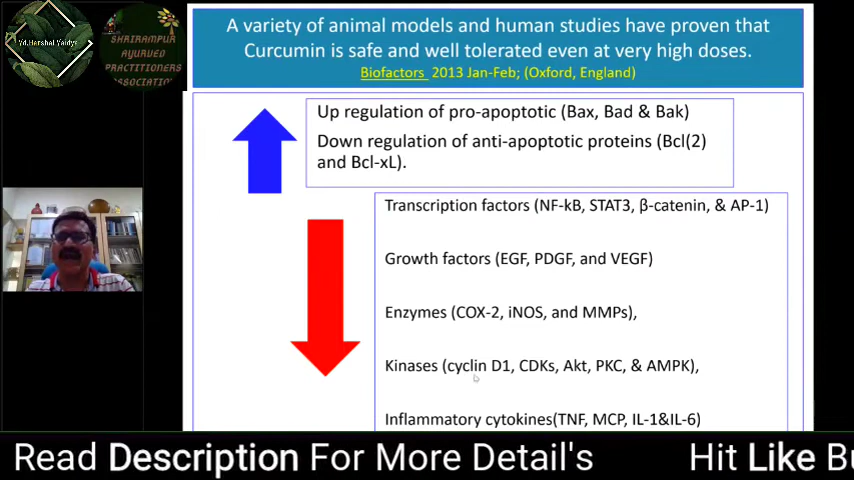 A variety of animal models and human studies have proven that
Curcumin is safe and well tolerated even at very high doses.
Biofactors 2013 Jan-Feb; (Oxford, England)
Yd.Harshal Vaidya
SHRIRAMPUR
AYURVED
PRACTITIONERS
ASSOCIATION
Up regulation of pro-apoptotic (Bax, Bad & Bak)
Down regulation of anti-apoptotic proteins (Bcl(2)
and Bcl-xL).
Transcription factors (NF-kB, STAT3, β-catenin, & AP-1)
Growth factors (EGF, PDGF, and VEGF)
Enzymes (COX-2, iNOS, and MMPs),
Kinases (cyclin D1, CDKs, Akt, PKC, & AMPK),
Inflammatory cytokines(TNF, MCP, IL-1&IL-6)
Read Description For More Detail's Hit Like Bu